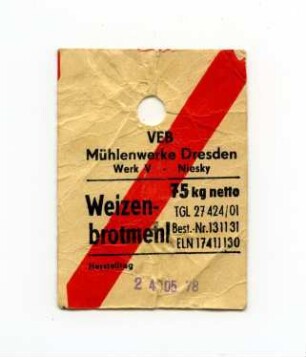 VEB
Mühlenwerke Dresden
Werk V - Niesky
Weizen-
brotmehl
75 kg netto
TGL 27 424/01
Best.-Nr. 131131
ELN 17411130
Herstelltag
2 4. 05. 78